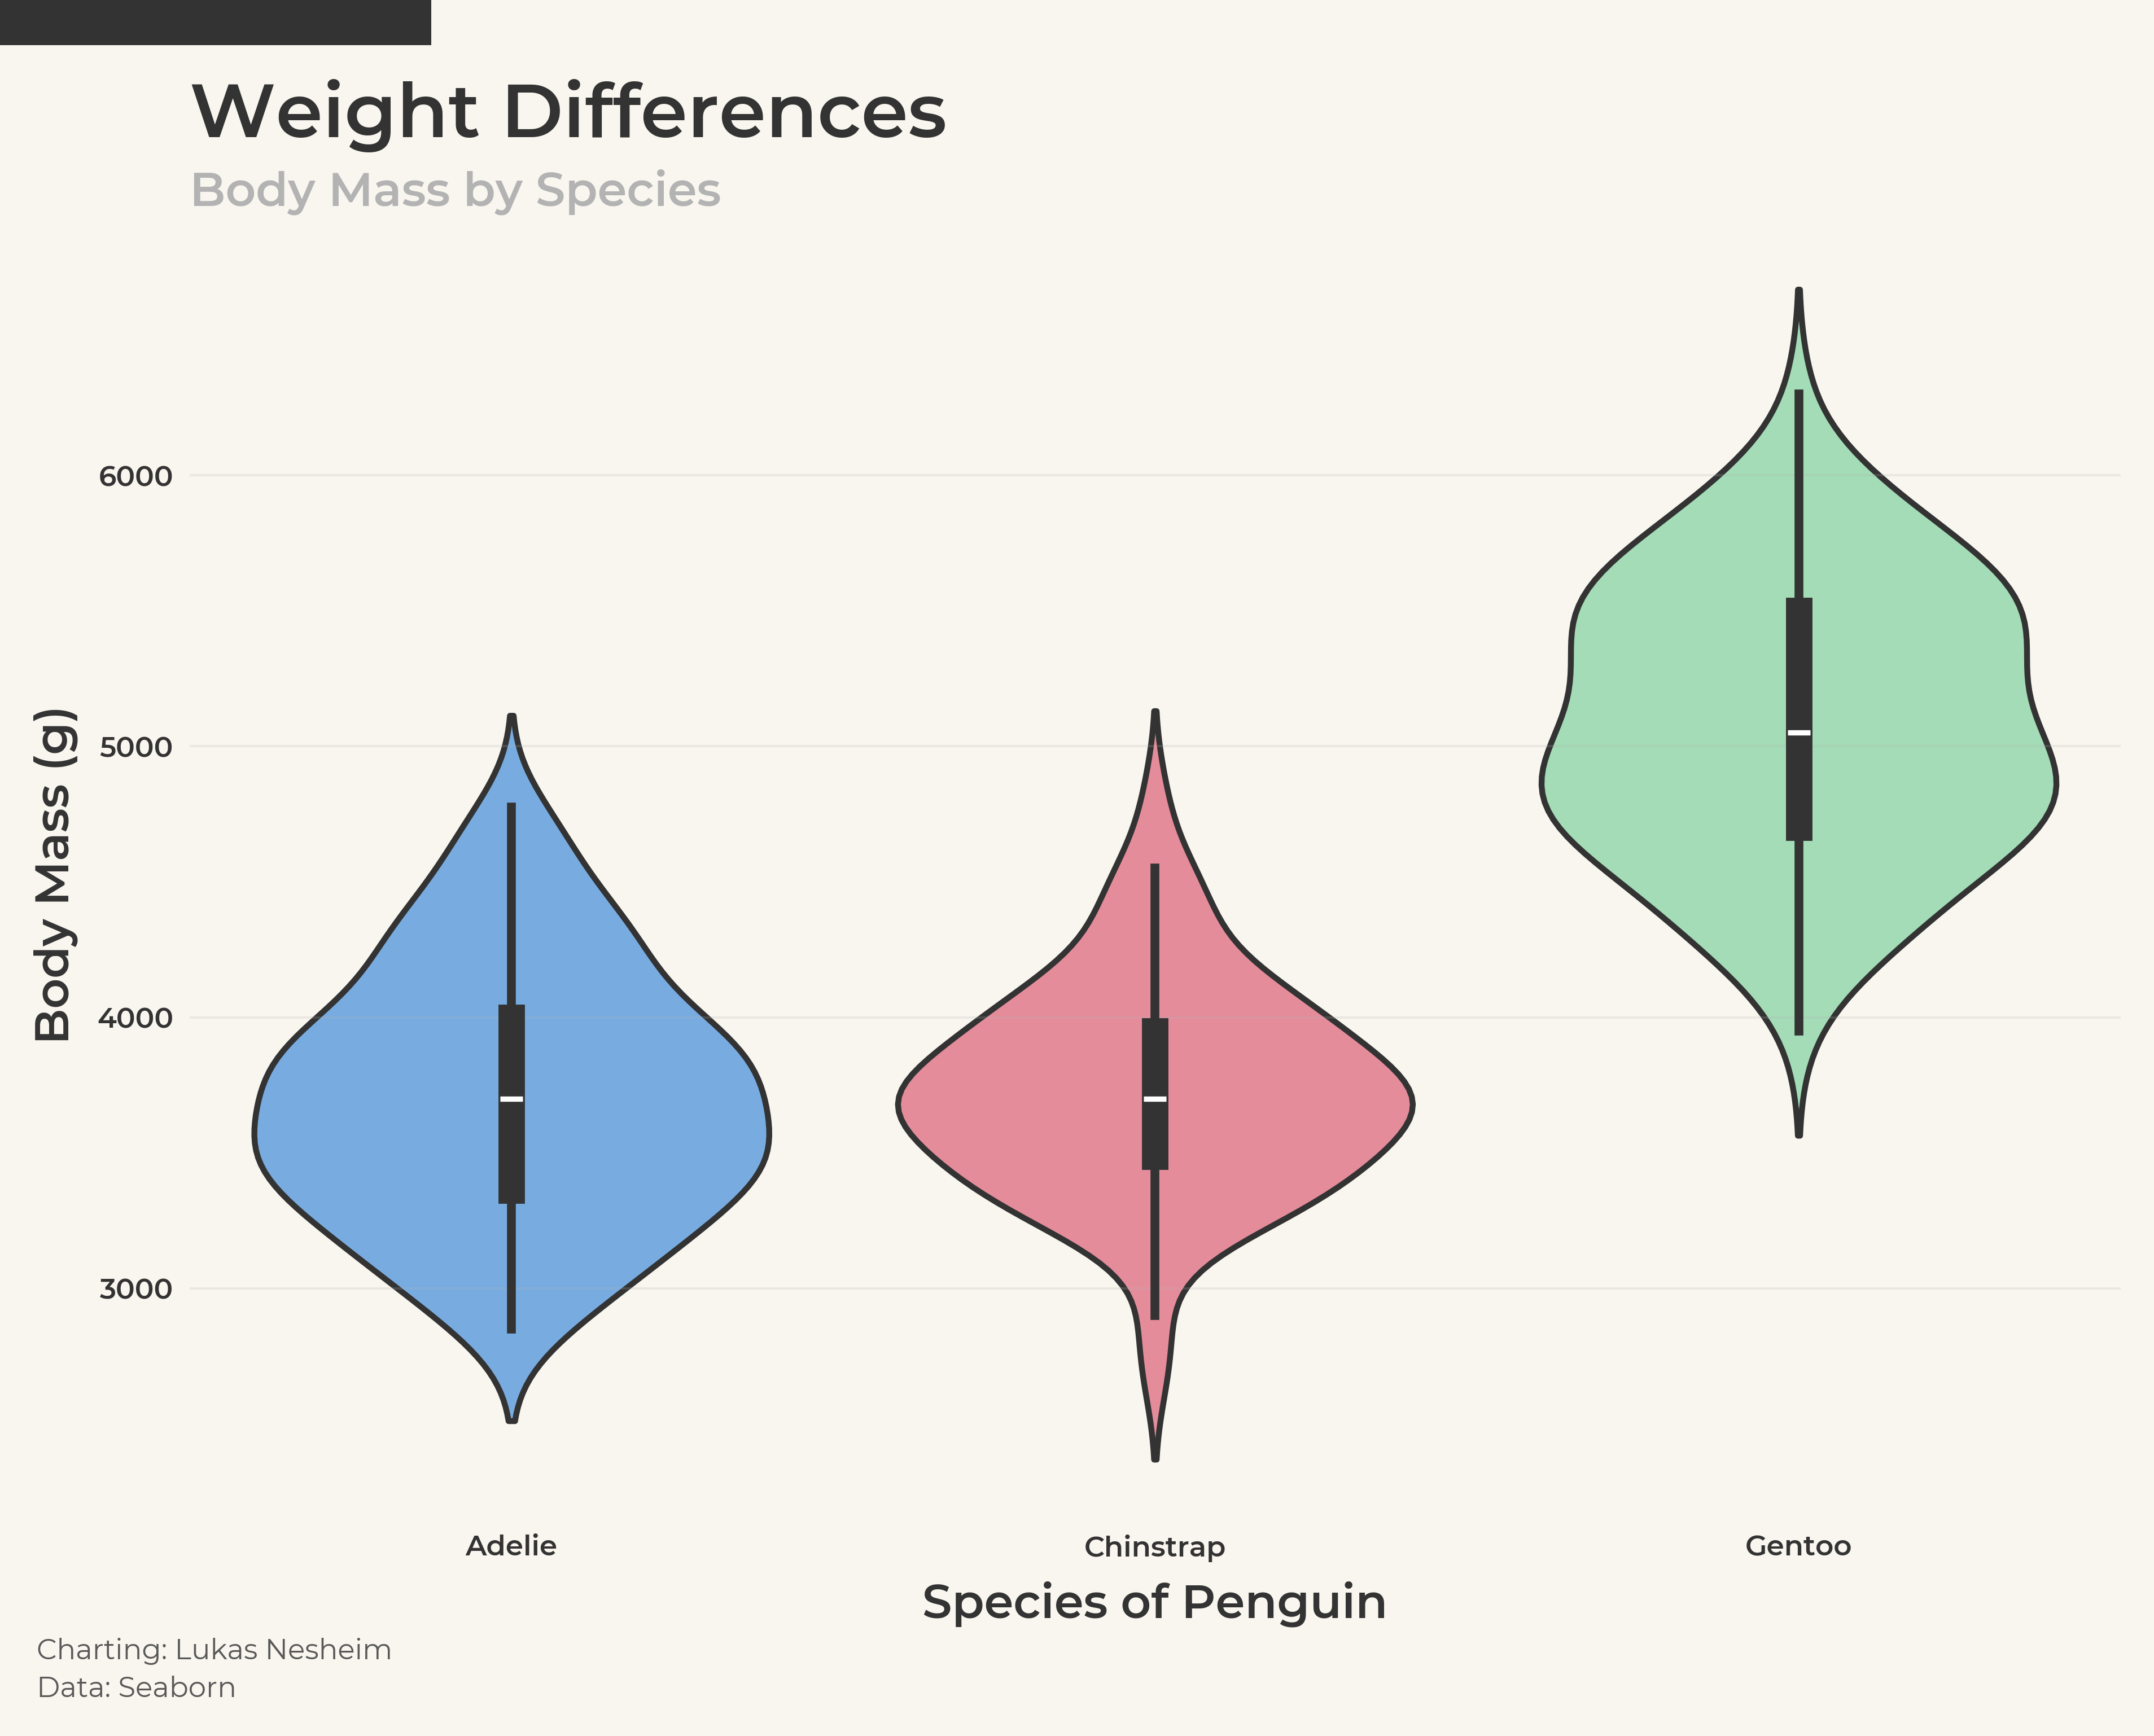 Weight Differences
Body Mass by Species
Body Mass (g)
6000
5000
4000
3000
Adelie
Chinstrap
Gentoo
Species of Penguin
Charting: Lukas Nesheim
Data: Seaborn